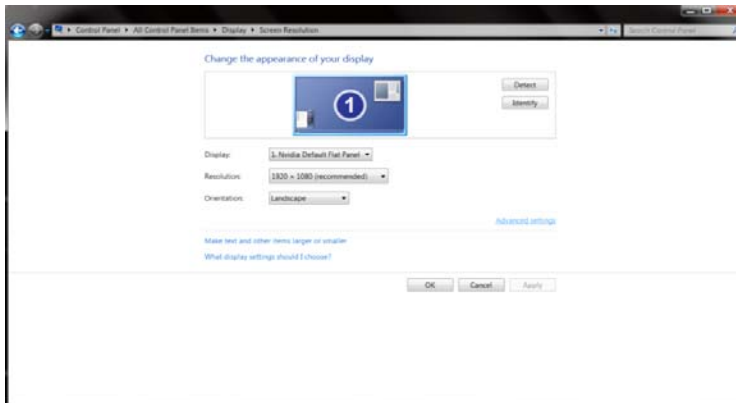 Control Panel ▸ All Control Panel Items ▸ Display ▸ Screen Resolution
Search Control Panel
Change the appearance of your display
1
Detect
Identify
Display: 1. Nvidia Default Flat Panel
Resolution: 1920 × 1080 (recommended)
Orientation: Landscape
Advanced settings
Make text and other items larger or smaller
What display settings should I choose?
OK Cancel Apply